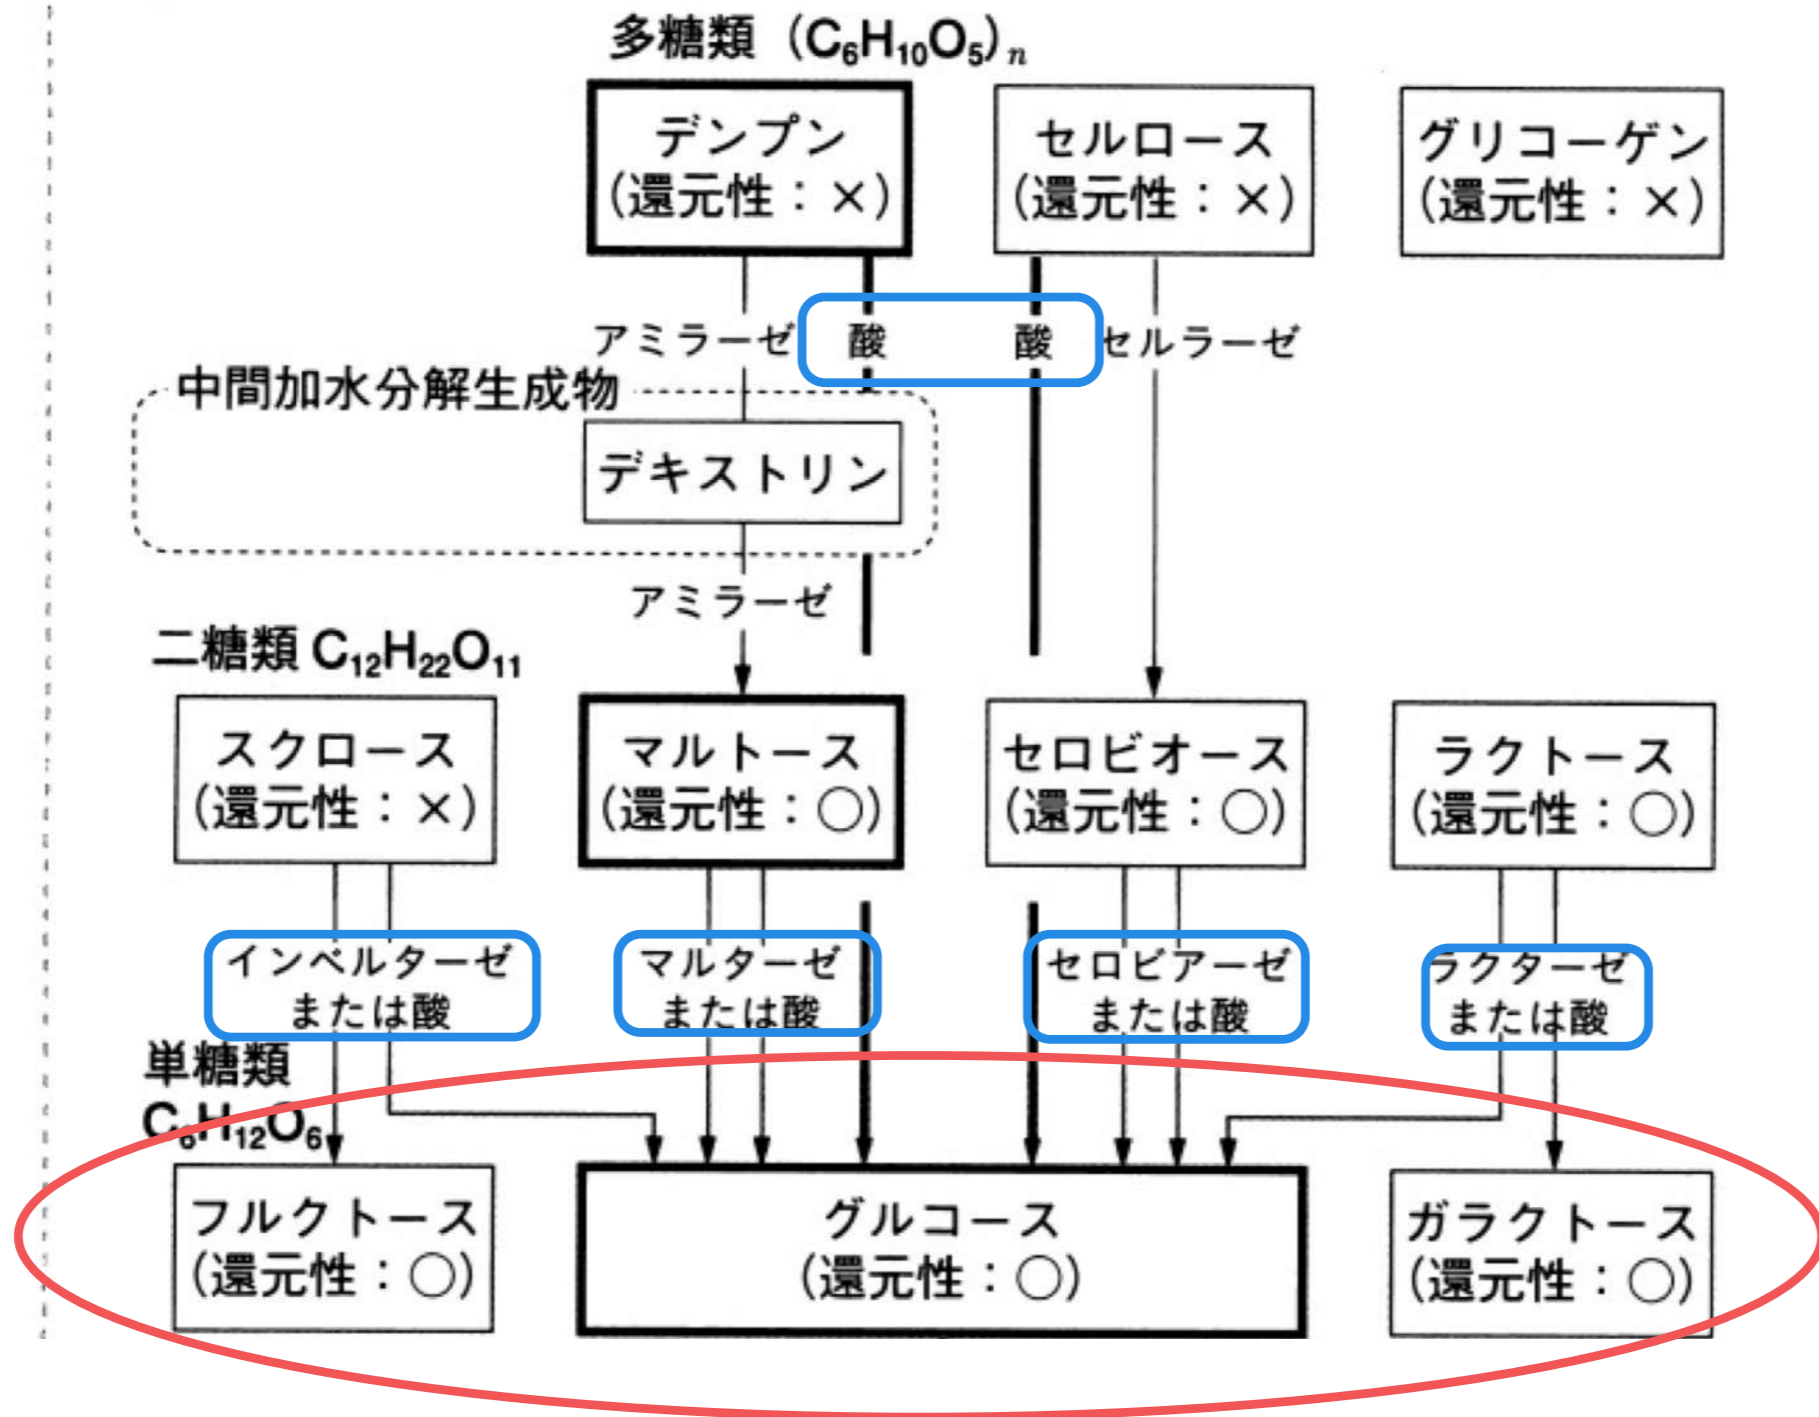 多糖類 (C₆H₁₀O₅)n
デンプン
(還元性：×)
セルロース
(還元性：×)
グリコーゲン
(還元性：×)
アミラーゼ
酸
酸
セルラーゼ
中間加水分解生成物
デキストリン
アミラーゼ
二糖類 C₁₂H₂₂O₁₁
スクロース
(還元性：×)
マルトース
(還元性：○)
セロビオース
(還元性：○)
ラクトース
(還元性：○)
インベルターゼ
または酸
マルターゼ
または酸
セロビアーゼ
または酸
ラクターゼ
または酸
単糖類
C₆H₁₂O₆
フルクトース
(還元性：○)
グルコース
(還元性：○)
ガラクトース
(還元性：○)